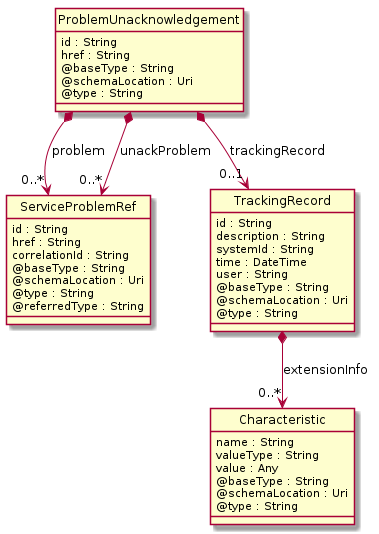 ProblemUnacknowledgement
id : String
href : String
@baseType : String
@schemaLocation : Uri
@type : String
problem
unackProblem
trackingRecord
0..*
0..*
0..1
ServiceProblemRef
id : String
href : String
correlationId : String
@baseType : String
@schemaLocation : Uri
@type : String
@referredType : String
TrackingRecord
id : String
description : String
systemId : String
time : DateTime
user : String
@baseType : String
@schemaLocation : Uri
@type : String
extensionInfo
0..*
Characteristic
name : String
valueType : String
value : Any
@baseType : String
@schemaLocation : Uri
@type : String